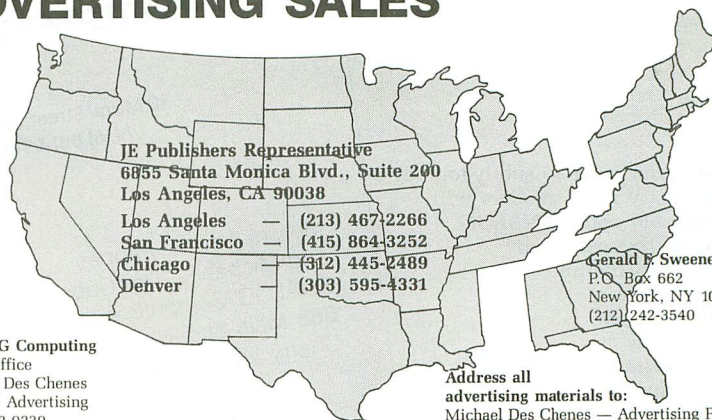 ADVERTISING SALES
JE Publishers Representative
6855 Santa Monica Blvd., Suite 200
Los Angeles, CA 90038
Los Angeles — (213) 467-2266
San Francisco — (415) 864-3252
Chicago — (312) 445-2489
Denver — (303) 595-4331
Gerald F. Sweene
P.O. Box 662
New York, NY 10
(212) 242-3540
G Computing
ffice
Des Chenes
Advertising
Address all
advertising materials to:
Michael Des Chenes — Advertising